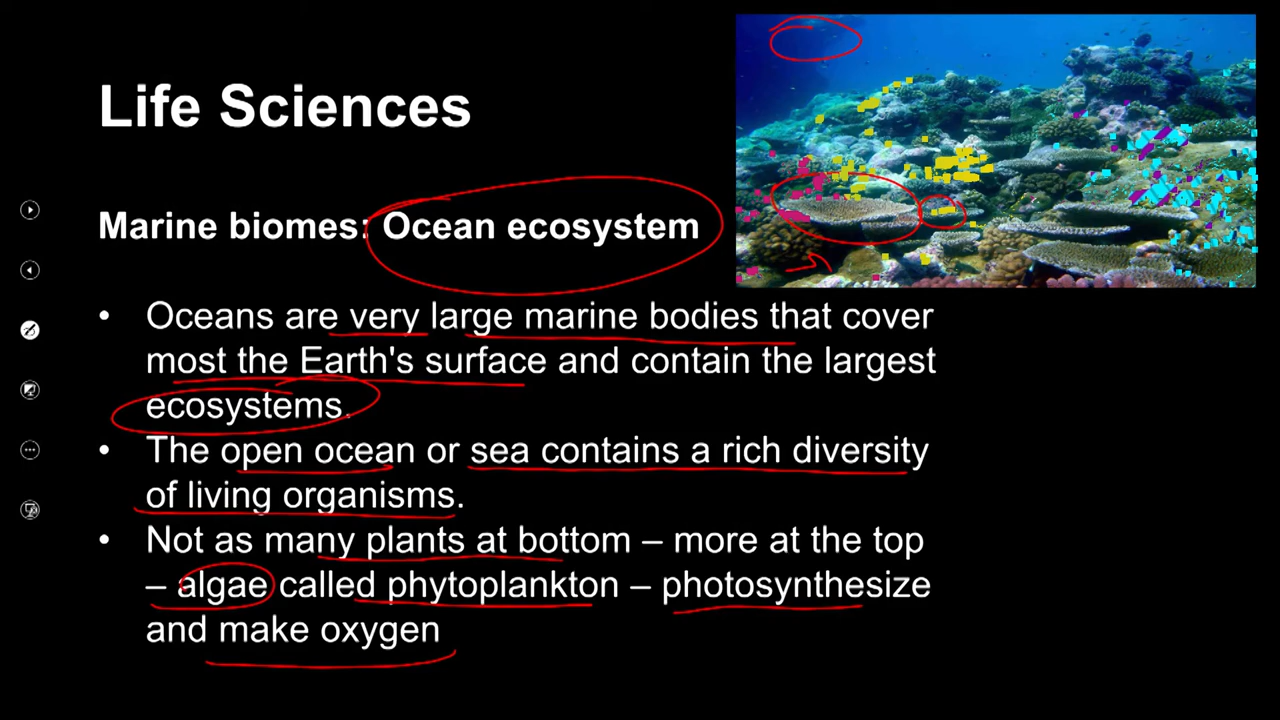 Life Sciences
Marine biomes: Ocean ecosystem
• Oceans are very large marine bodies that cover
most the Earth's surface and contain the largest
ecosystems.
• The open ocean or sea contains a rich diversity
of living organisms.
• Not as many plants at bottom – more at the top
– algae called phytoplankton – photosynthesize
and make oxygen